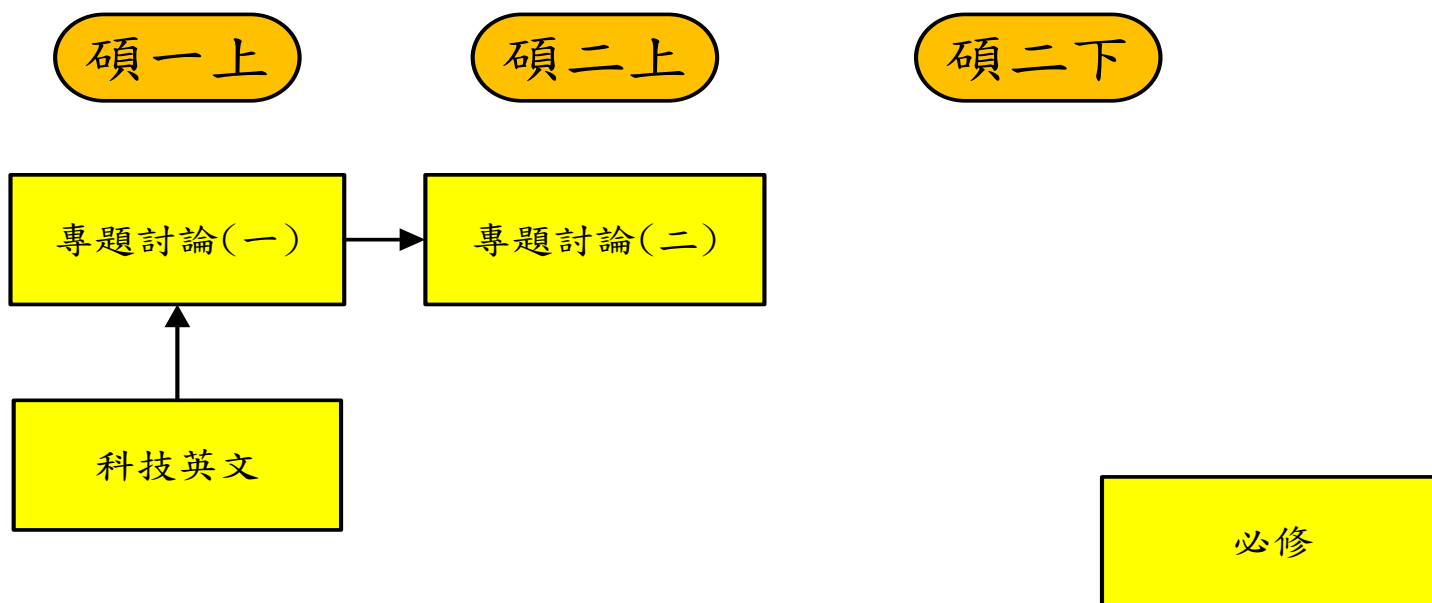 碩一上
碩二上
碩二下
專題討論(一)
專題討論(二)
科技英文
必修